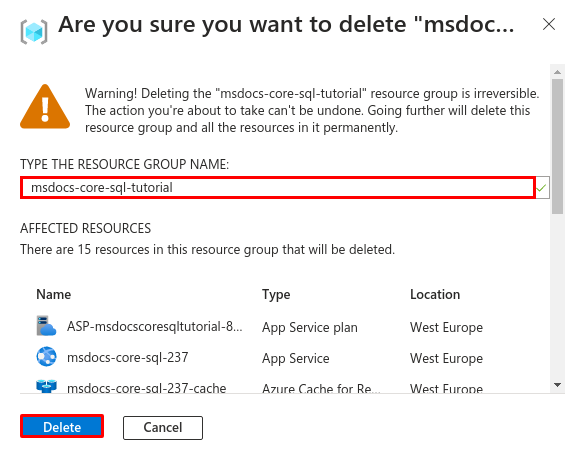 Are you sure you want to delete "msdoc...
Warning! Deleting the "msdocs-core-sql-tutorial" resource group is irreversible.
The action you're about to take can't be undone. Going further will delete this
resource group and all the resources in it permanently.
TYPE THE RESOURCE GROUP NAME:
msdocs-core-sql-tutorial
AFFECTED RESOURCES
There are 15 resources in this resource group that will be deleted.
Name Type Location
ASP-msdocscoresqltutorial-8... App Service plan West Europe
msdocs-core-sql-237 App Service West Europe
msdocs-core-sql-237-cache Azure Cache for Re... West Europe
Delete Cancel